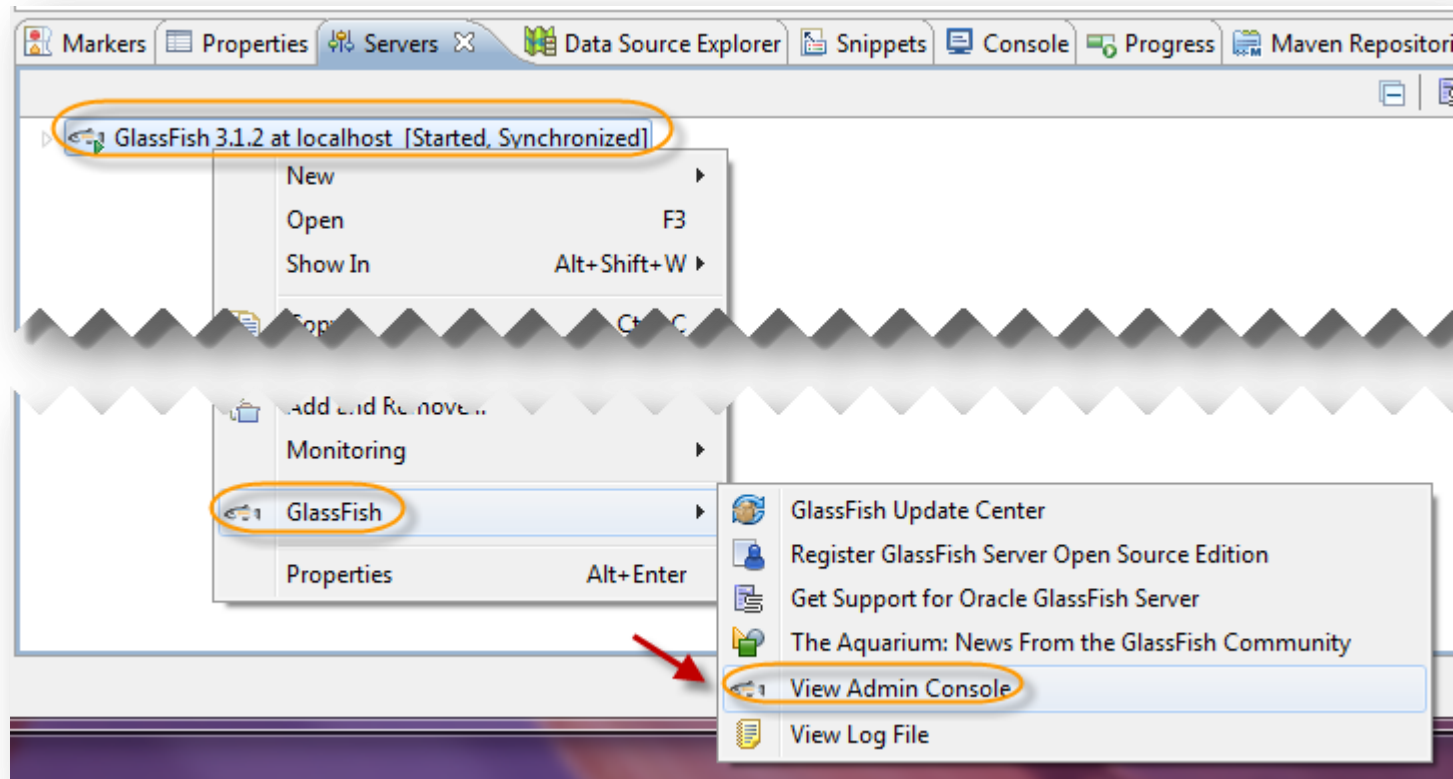 Markers Properties Servers Data Source Explorer Snippets Console Progress Maven Repositori
GlassFish 3.1.2 at localhost [Started, Synchronized]
New
Open F3
Show In Alt+Shift+W
Add and Remove...
Monitoring
GlassFish
Properties Alt+Enter
GlassFish Update Center
Register GlassFish Server Open Source Edition
Get Support for Oracle GlassFish Server
The Aquarium: News From the GlassFish Community
View Admin Console
View Log File